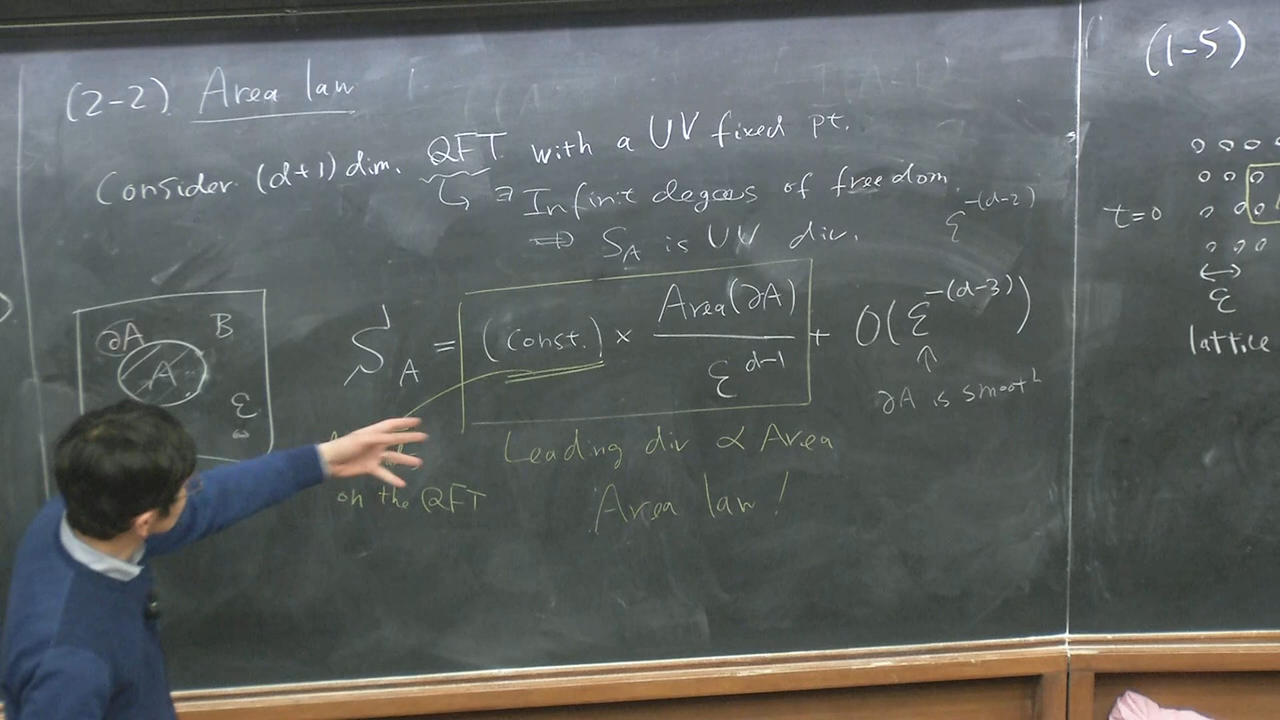 (2-2) Area law
Consider (d+1) dim. QFT with a UV fixed pt.
↪ ∃ Infinit degrees of freedom
⇒ S_A is UV div.
ε^{-(d-2)}
∂A B
A
ε
S_A = (Const.) × Area(∂A) / ε^{d-1} + O(ε^{-(d-3)})
↑
∂A is smooth
on the QFT
Leading div ∝ Area
Area law!
(1-5)
t=0
ε
lattice